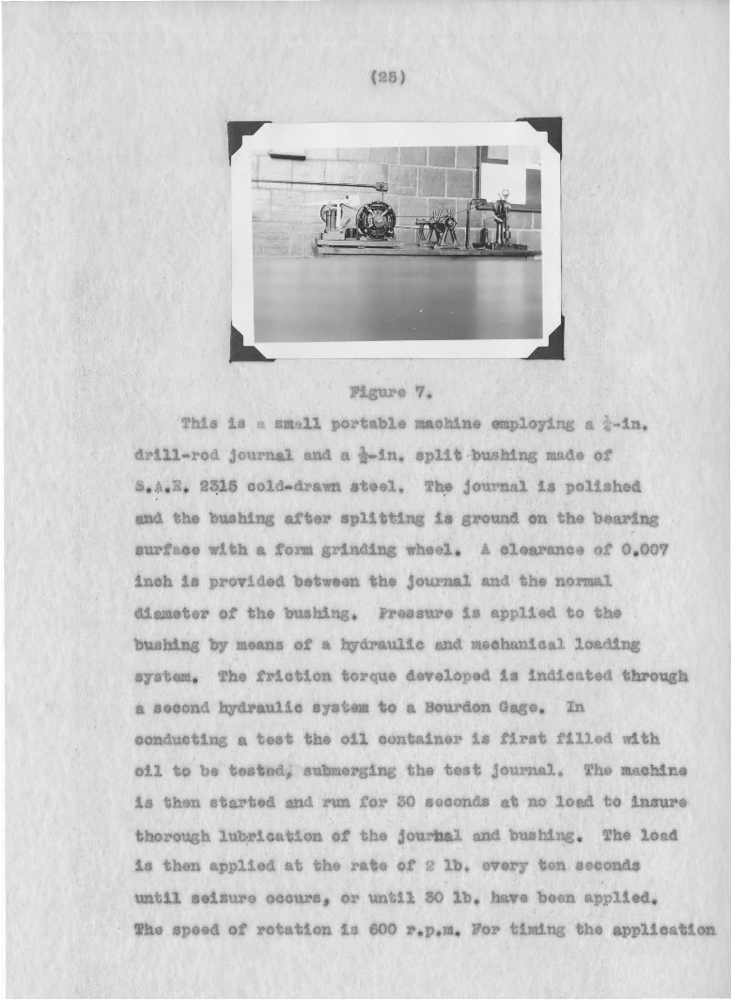 (25)
Figure 7.
This is a small portable machine employing a ½-in.
drill-rod journal and a ½-in. split bushing made of
S.A.E. 2315 cold-drawn steel. The journal is polished
and the bushing after splitting is ground on the bearing
surface with a form grinding wheel. A clearance of 0.007
inch is provided between the journal and the normal
diameter of the bushing. Pressure is applied to the
bushing by means of a hydraulic and mechanical loading
system. The friction torque developed is indicated through
a second hydraulic system to a Bourdon Gage. In
conducting a test the oil container is first filled with
oil to be tested, submerging the test journal. The machine
is then started and run for 30 seconds at no load to insure
thorough lubrication of the journal and bushing. The load
is then applied at the rate of 2 lb. every ten seconds
until seizure occurs, or until 30 lb. have been applied.
The speed of rotation is 600 r.p.m. For timing the application